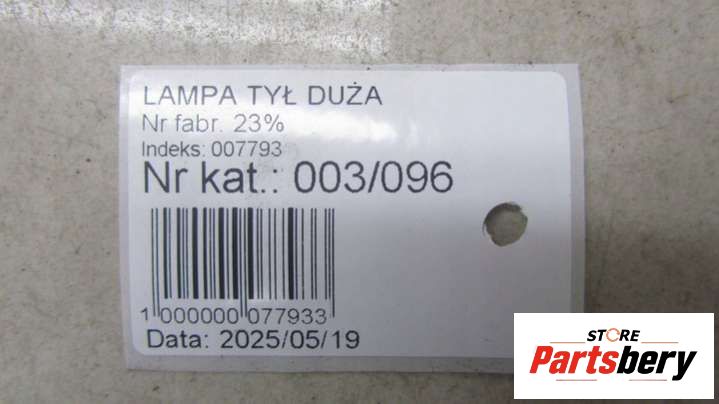 LAMPA TYŁ DUŻA
Nr fabr. 23%
Indeks: 007793
Nr kat.: 003/096
1 000000 077933
Data: 2025/05/19
STORE
Partsbery